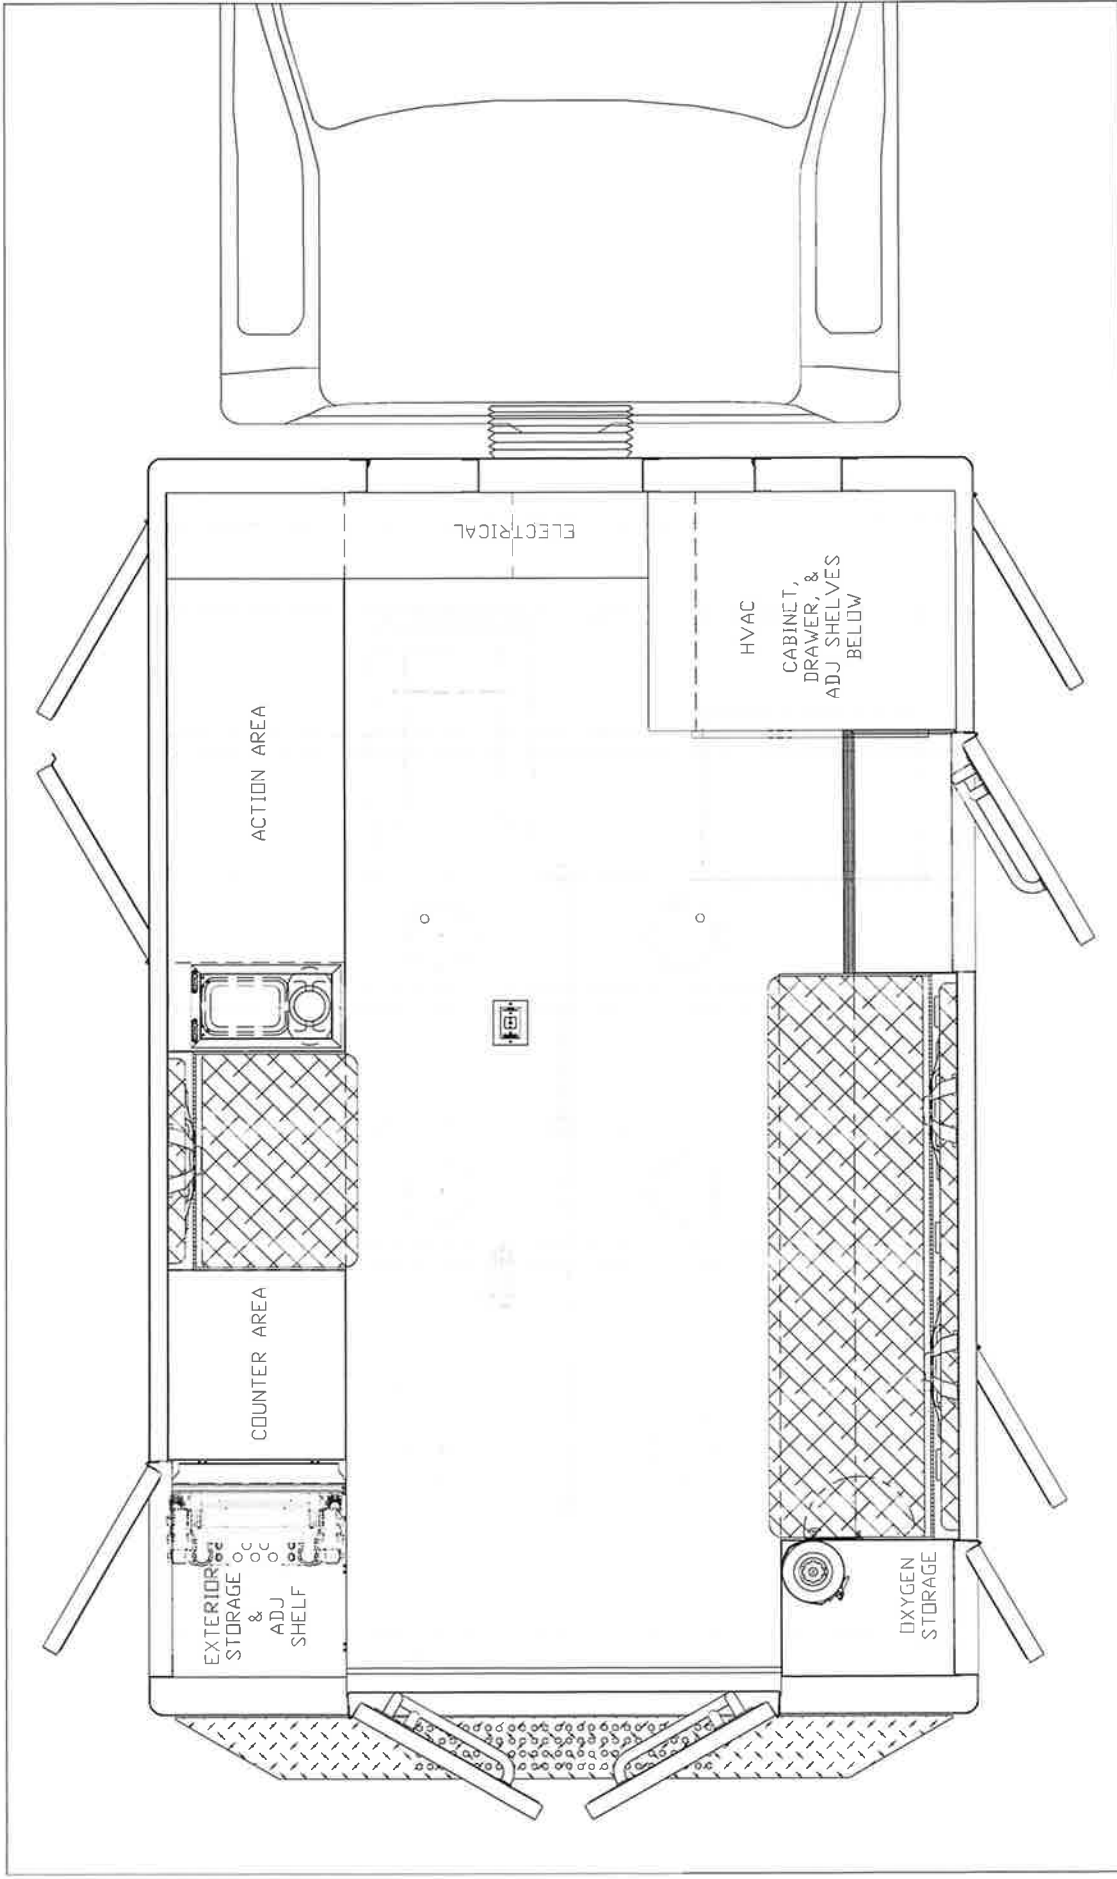 ELECTRICAL
HVAC
CABINET,
DRAWER, &
ADJ SHELVES
BELOW
ACTION AREA
COUNTER AREA
EXTERIOR
STORAGE
&
ADJ
SHELF
OXYGEN
STORAGE